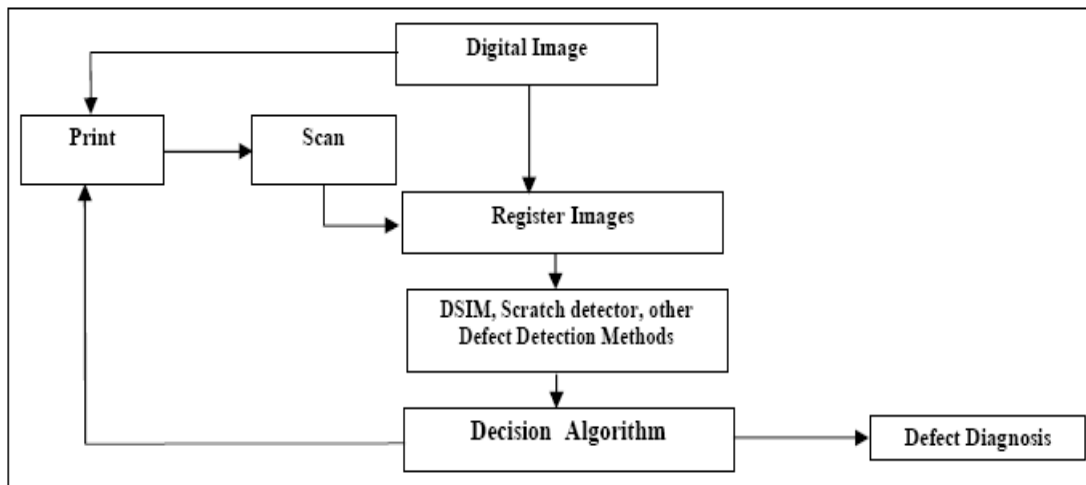 Digital Image
Print
Scan
Register Images
DSIM, Scratch detector, other
Defect Detection Methods
Decision Algorithm
Defect Diagnosis